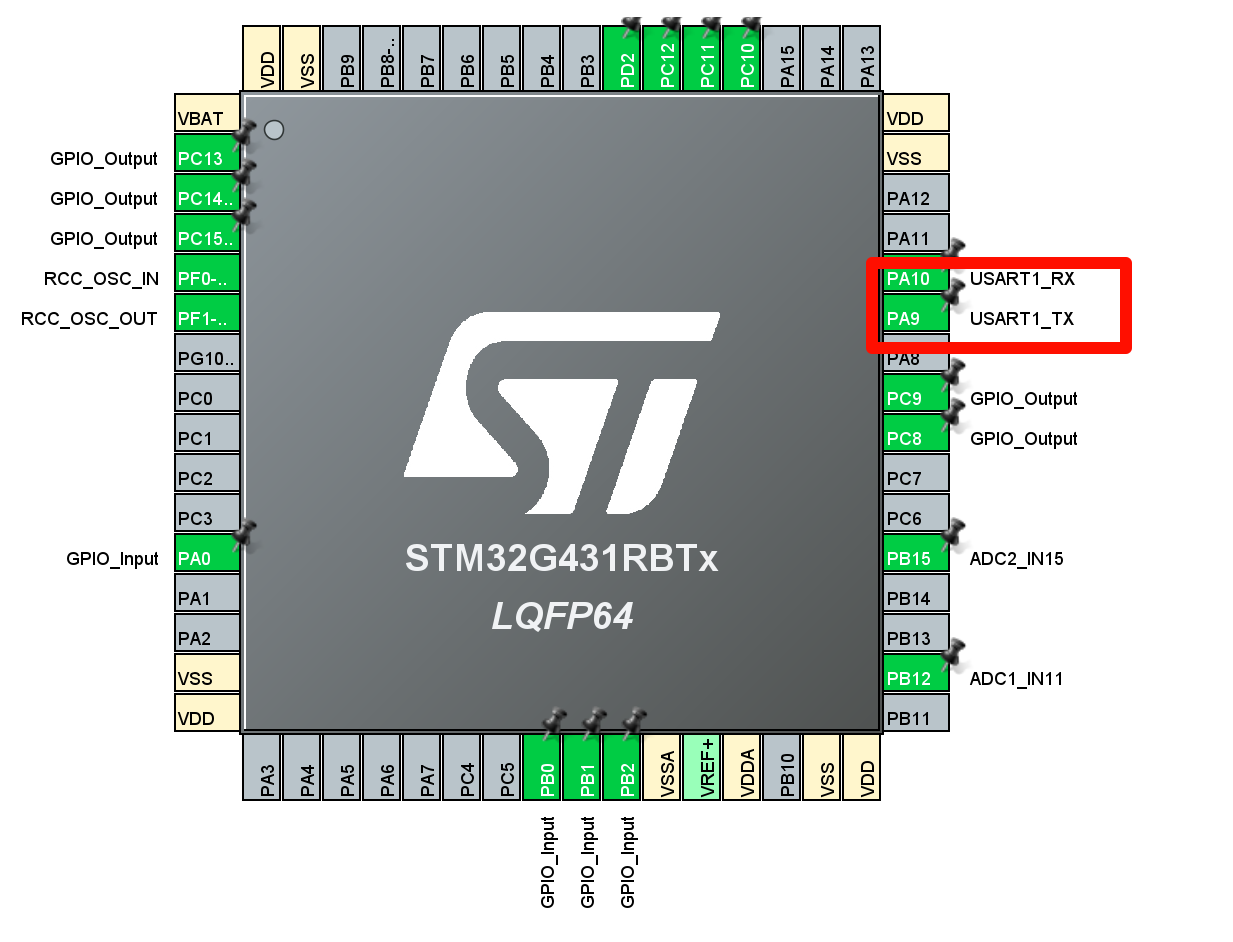 VDD
VSS
PB9
PB8-..
PB7
PB6
PB5
PB4
PB3
PD2
PC12
PC11
PC10
PA15
PA14
PA13
VBAT
GPIO_Output PC13
GPIO_Output PC14..
GPIO_Output PC15..
RCC_OSC_IN PF0-..
RCC_OSC_OUT PF1-..
PG10..
PC0
PC1
PC2
PC3
GPIO_Input PA0
PA1
PA2
VSS
VDD
STM32G431RBTx
LQFP64
VDD
VSS
PA12
PA11
PA10 USART1_RX
PA9 USART1_TX
PA8
PC9 GPIO_Output
PC8 GPIO_Output
PC7
PC6
PB15 ADC2_IN15
PB14
PB13
PB12 ADC1_IN11
PB11
PA3
PA4
PA5
PA6
PA7
PC4
PC5
PB0 GPIO_Input
PB1 GPIO_Input
PB2 GPIO_Input
VSSA
VREF+
VDDA
PB10
VSS
VDD